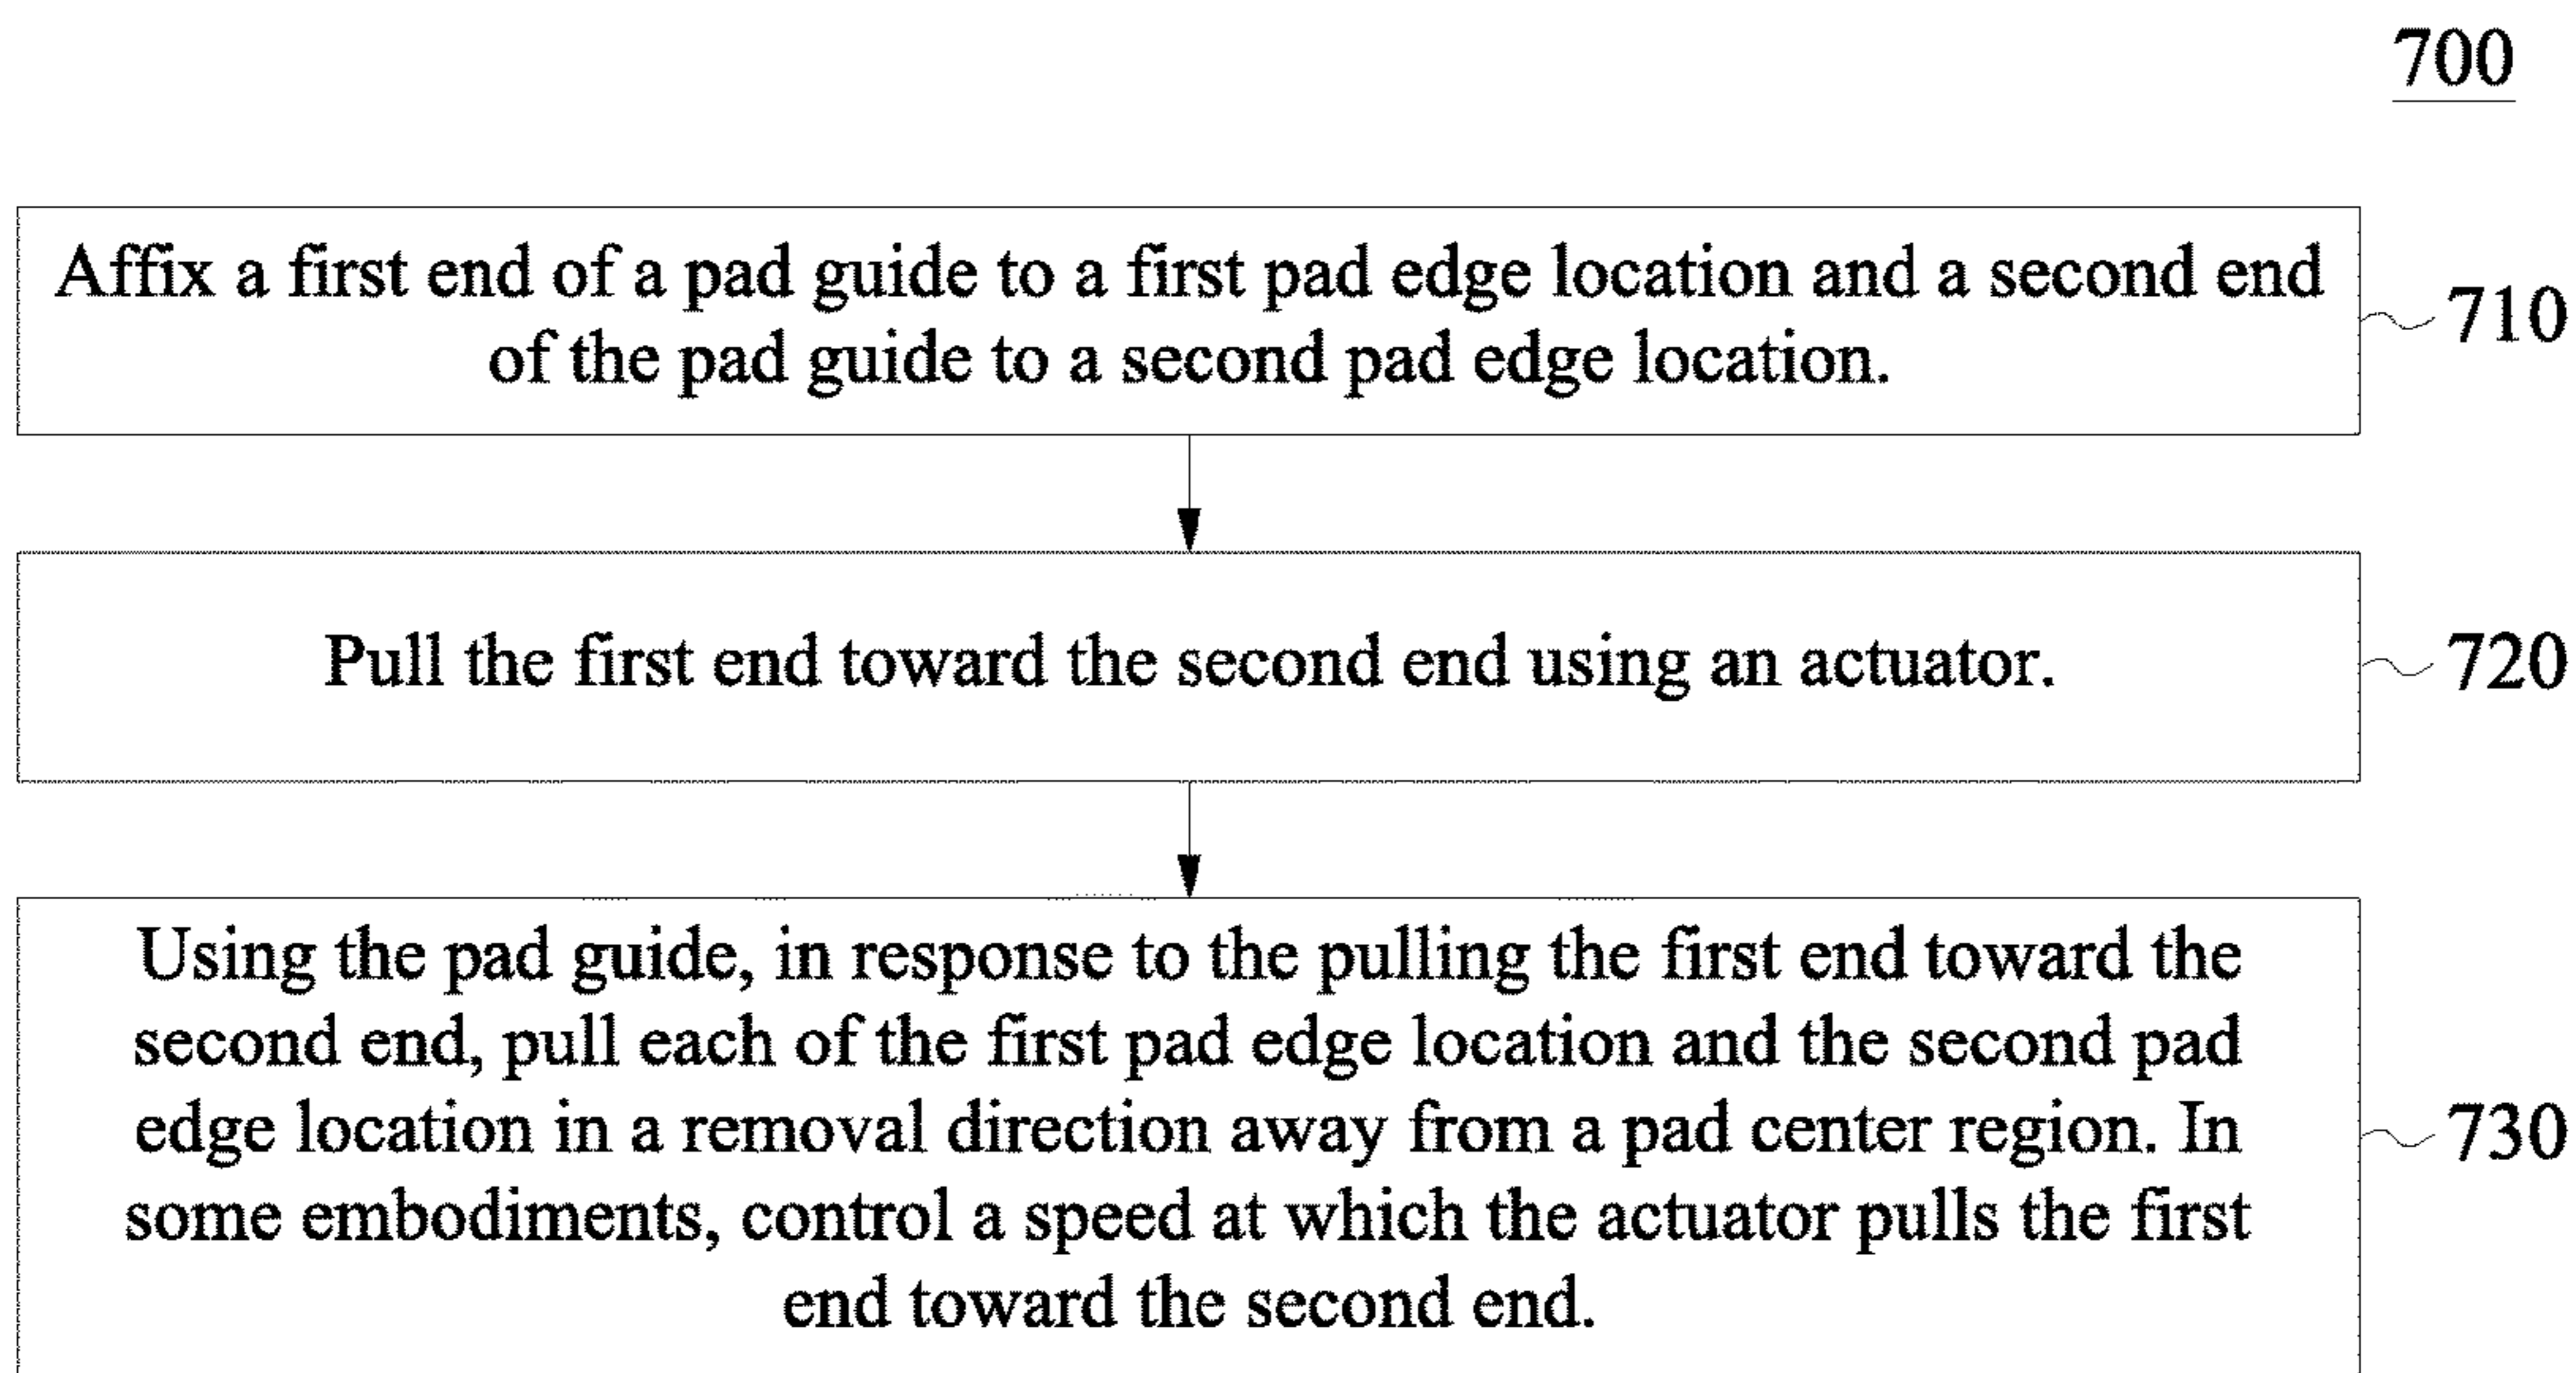 700
Affix a first end of a pad guide to a first pad edge location and a second end
of the pad guide to a second pad edge location.
710
Pull the first end toward the second end using an actuator.
720
Using the pad guide, in response to the pulling the first end toward the
second end, pull each of the first pad edge location and the second pad
edge location in a removal direction away from a pad center region. In
some embodiments, control a speed at which the actuator pulls the first
end toward the second end.
730